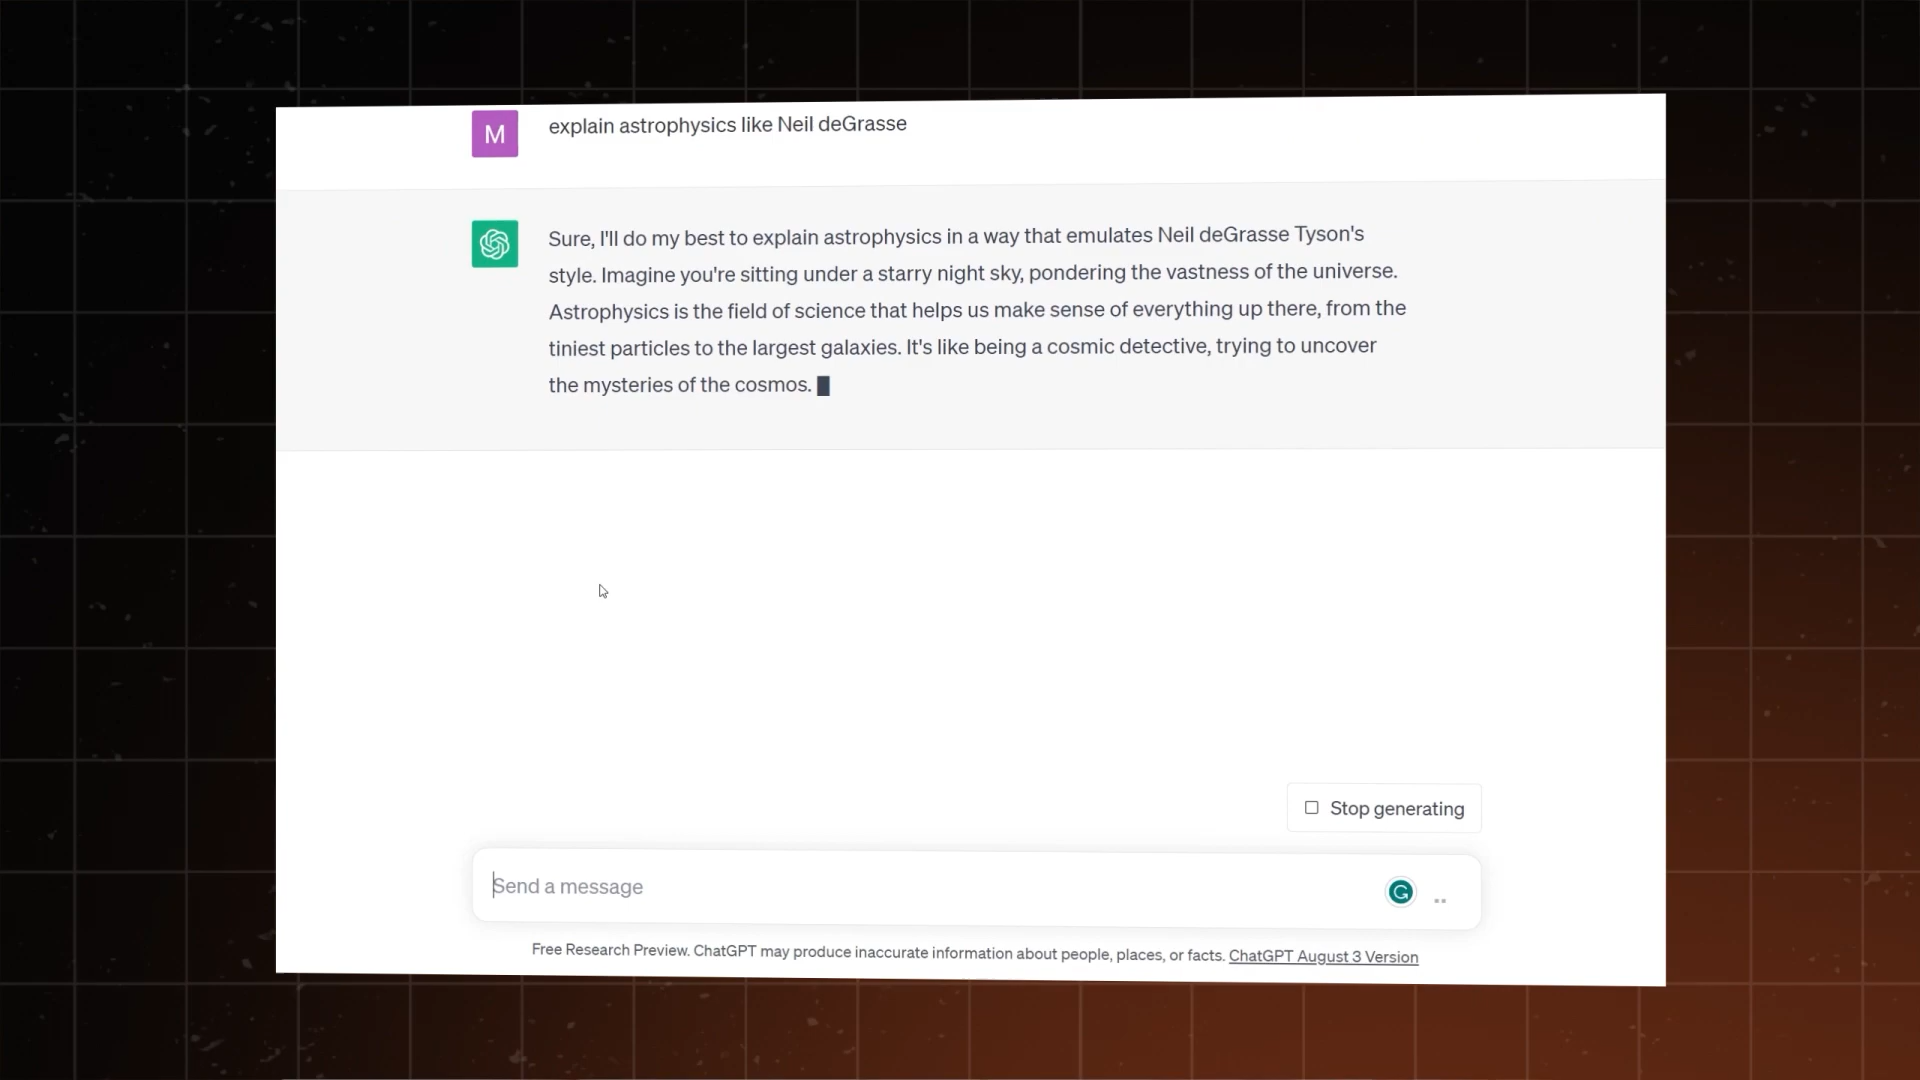 M
explain astrophysics like Neil deGrasse
Sure, I'll do my best to explain astrophysics in a way that emulates Neil deGrasse Tyson's
style. Imagine you're sitting under a starry night sky, pondering the vastness of the universe.
Astrophysics is the field of science that helps us make sense of everything up there, from the
tiniest particles to the largest galaxies. It's like being a cosmic detective, trying to uncover
the mysteries of the cosmos.
Stop generating
Send a message
Free Research Preview. ChatGPT may produce inaccurate information about people, places, or facts. ChatGPT August 3 Version